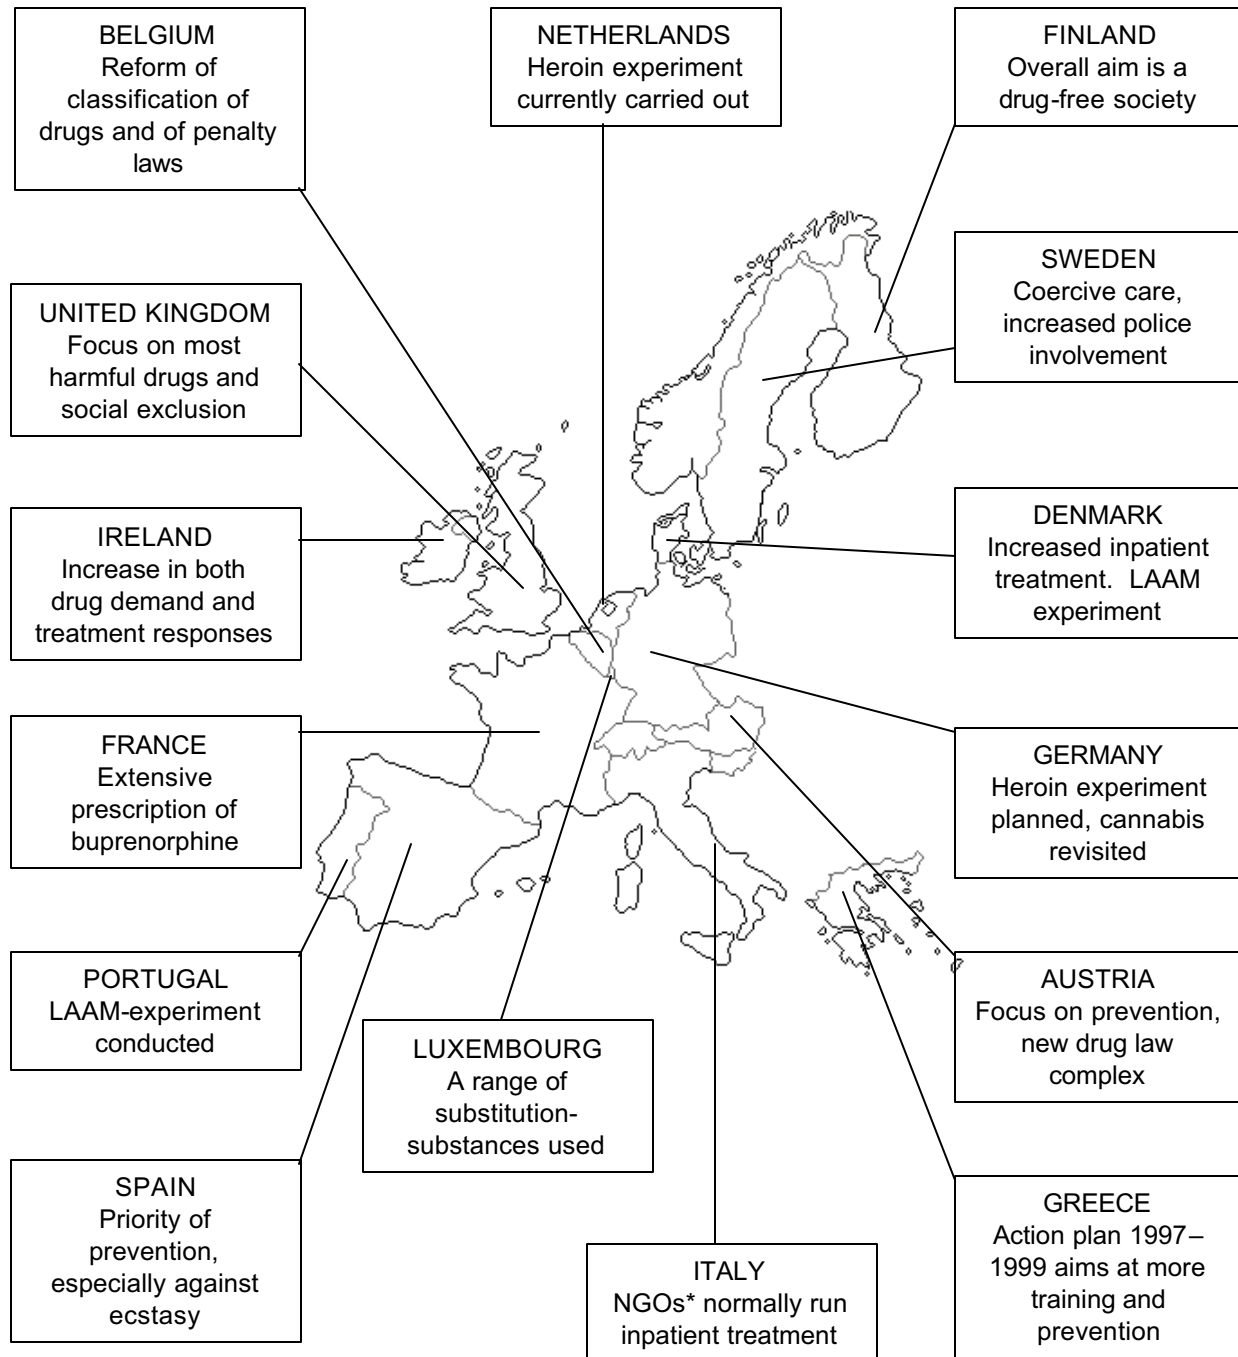 BELGIUM
Reform of
classification of
drugs and of penalty
laws
NETHERLANDS
Heroin experiment
currently carried out
FINLAND
Overall aim is a
drug-free society
SWEDEN
Coercive care,
increased police
involvement
UNITED KINGDOM
Focus on most
harmful drugs and
social exclusion
IRELAND
Increase in both
drug demand and
treatment responses
DENMARK
Increased inpatient
treatment. LAAM
experiment
FRANCE
Extensive
prescription of
buprenorphine
GERMANY
Heroin experiment
planned, cannabis
revisited
PORTUGAL
LAAM-experiment
conducted
LUXEMBOURG
A range of
substitution-
substances used
AUSTRIA
Focus on prevention,
new drug law
complex
SPAIN
Priority of
prevention,
especially against
ecstasy
ITALY
NGOs* normally run
inpatient treatment
GREECE
Action plan 1997–
1999 aims at more
training and
prevention